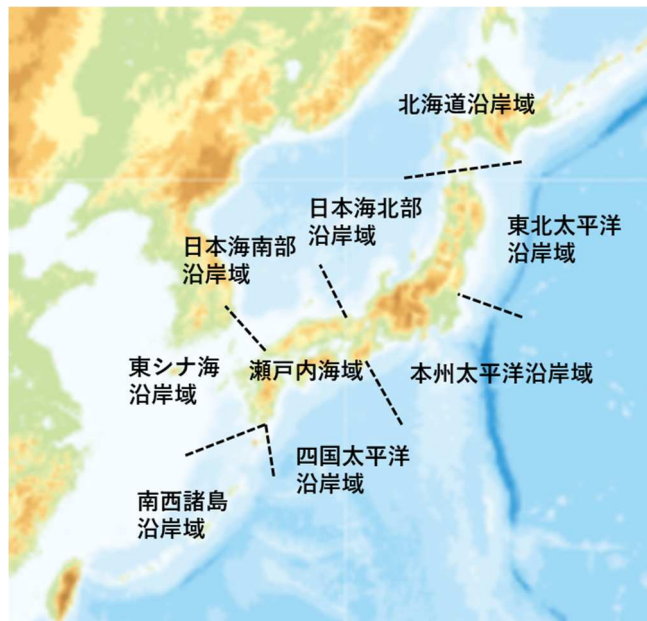 北海道沿岸域
日本海北部
沿岸域
東北太平洋
沿岸域
日本海南部
沿岸域
東シナ海
沿岸域
瀬戸内海域
本州太平洋沿岸域
四国太平洋
沿岸域
南西諸島
沿岸域